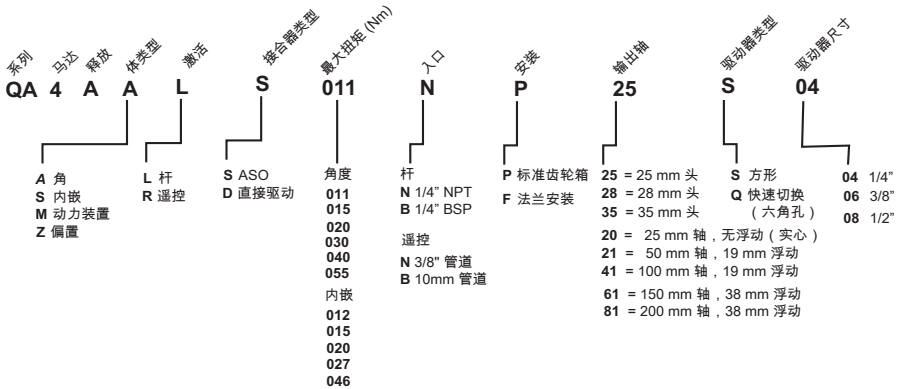 系列 马达 释放 体类型 激活 接合器类型 最大扭矩 (Nm) 入口 安装 输出轴 驱动器类型 驱动器尺寸
QA 4 A A L S 011 N P 25 S 04
A 角
S 内嵌
M 动力装置
Z 偏置
L 杆
R 遥控
S ASO
D 直接驱动
角度
011
015
020
030
040
055
内嵌
012
015
020
027
046
杆
N 1/4” NPT
B 1/4” BSP
遥控
N 3/8" 管道
B 10mm 管道
P 标准齿轮箱
F 法兰安装
25 = 25 mm 头
28 = 28 mm 头
35 = 35 mm 头
20 = 25 mm 轴，无浮动（实心）
21 = 50 mm 轴，19 mm 浮动
41 = 100 mm 轴，19 mm 浮动
61 = 150 mm 轴，38 mm 浮动
81 = 200 mm 轴，38 mm 浮动
S 方形
Q 快速切换
（六角孔）
04 1/4”
06 3/8”
08 1/2”